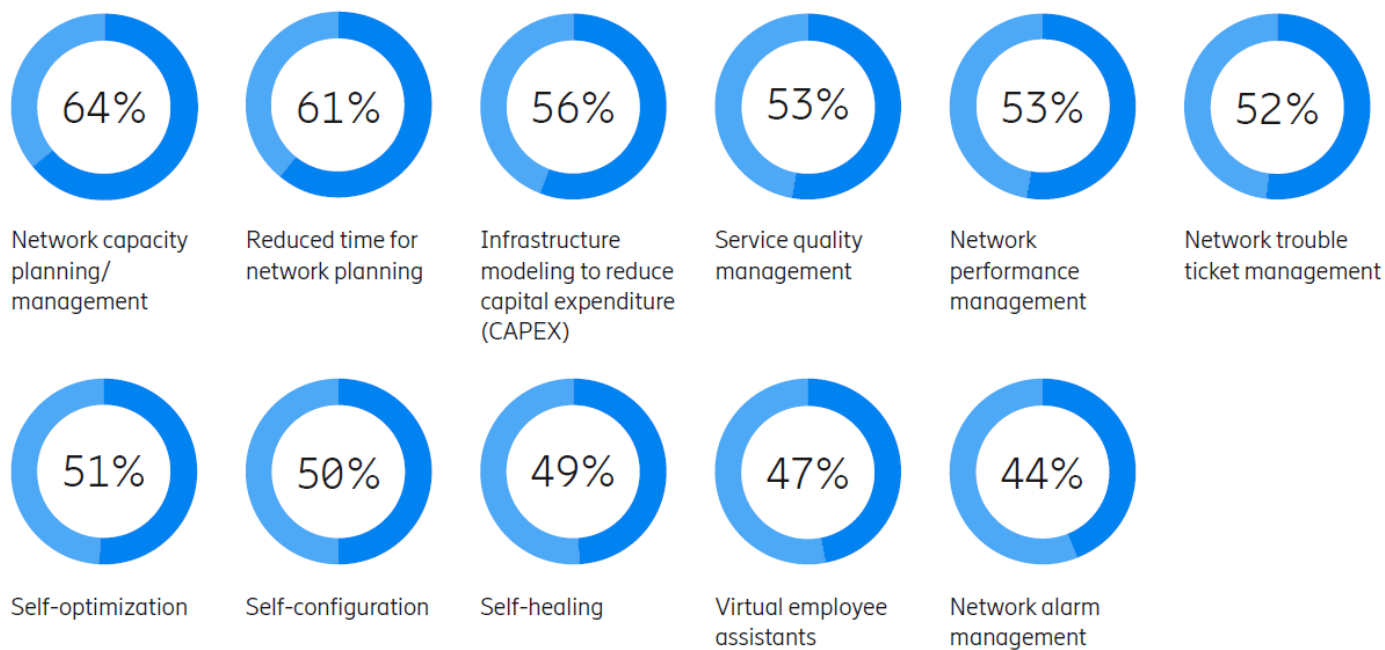 64%
61%
56%
53%
53%
52%
Network capacity
planning/
management
Reduced time for
network planning
Infrastructure
modeling to reduce
capital expenditure
(CAPEX)
Service quality
management
Network
performance
management
Network trouble
ticket management
51%
50%
49%
47%
44%
Self-optimization
Self-configuration
Self-healing
Virtual employee
assistants
Network alarm
management